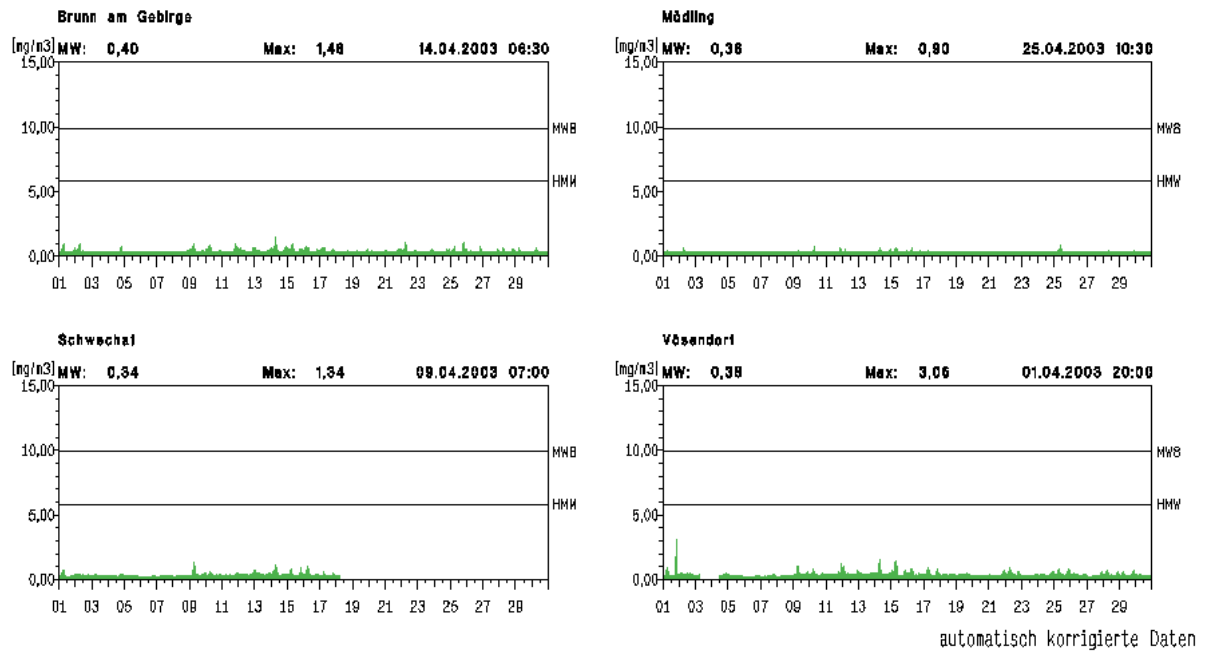 Brunn am Gebirge
[mg/m3] MW: 0,40 Max: 1,48 14.04.2003 06:30
15,00
10,00
MW8
5,00
HMW
0,00
01 03 05 07 09 11 13 15 17 19 21 23 25 27 29
Mödling
[mg/m3] MW: 0,36 Max: 0,90 25.04.2003 10:30
15,00
10,00
MW8
5,00
HMW
0,00
01 03 05 07 09 11 13 15 17 19 21 23 25 27 29
Schwechat
[mg/m3] MW: 0,34 Max: 1,34 09.04.2003 07:00
15,00
10,00
MW8
5,00
HMW
0,00
01 03 05 07 09 11 13 15 17 19 21 23 25 27 29
Vösendorf
[mg/m3] MW: 0,39 Max: 3,06 01.04.2003 20:00
15,00
10,00
MW8
5,00
HMW
0,00
01 03 05 07 09 11 13 15 17 19 21 23 25 27 29
automatisch korrigierte Daten